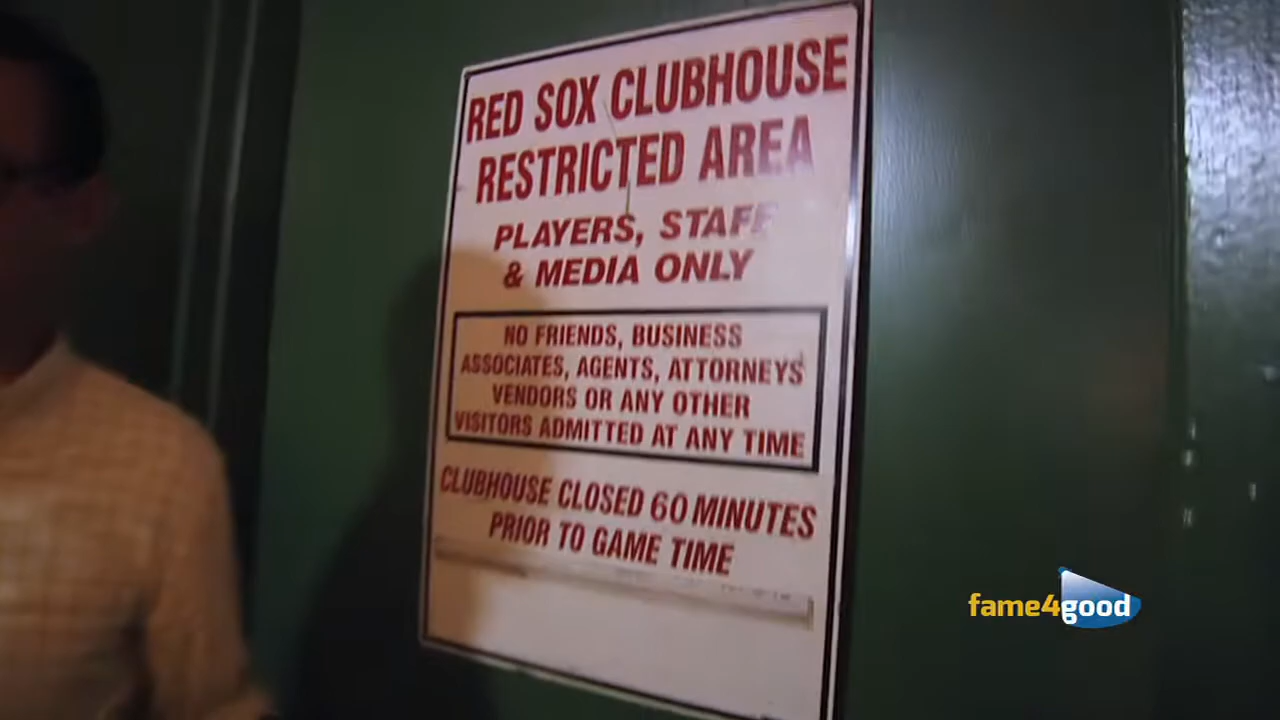 RED SOX CLUBHOUSE
RESTRICTED AREA
PLAYERS, STAFF
& MEDIA ONLY
NO FRIENDS, BUSINESS
ASSOCIATES, AGENTS, ATTORNEYS
VENDORS OR ANY OTHER
VISITORS ADMITTED AT ANY TIME
CLUBHOUSE CLOSED 60 MINUTES
PRIOR TO GAME TIME
fame4good